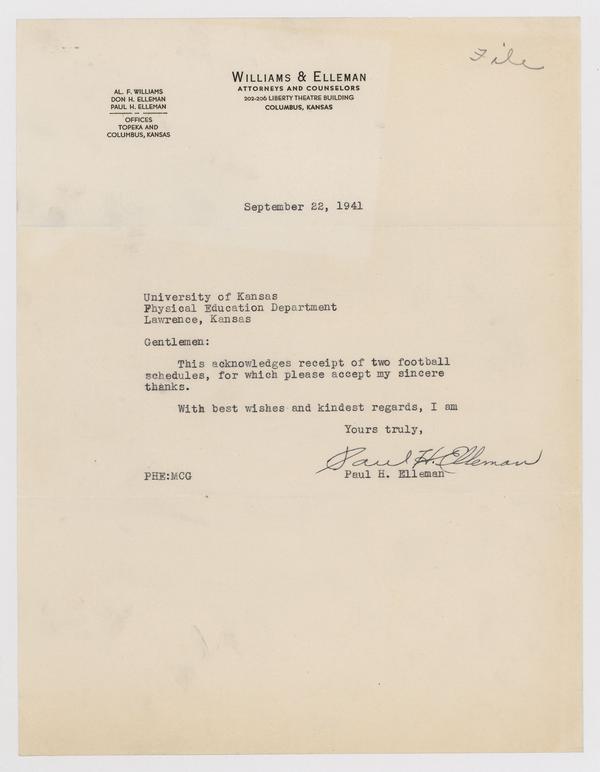 File
WILLIAMS & ELLEMAN
ATTORNEYS AND COUNSELORS
202-206 LIBERTY THEATRE BUILDING
COLUMBUS, KANSAS
AL. F. WILLIAMS
DON H. ELLEMAN
PAUL H. ELLEMAN
OFFICES
TOPEKA AND
COLUMBUS, KANSAS
September 22, 1941
University of Kansas
Physical Education Department
Lawrence, Kansas
Gentlemen:
This acknowledges receipt of two football
schedules, for which please accept my sincere
thanks.
With best wishes and kindest regards, I am
Yours truly,
Paul H. Elleman
Paul H. Elleman
PHE:MCG